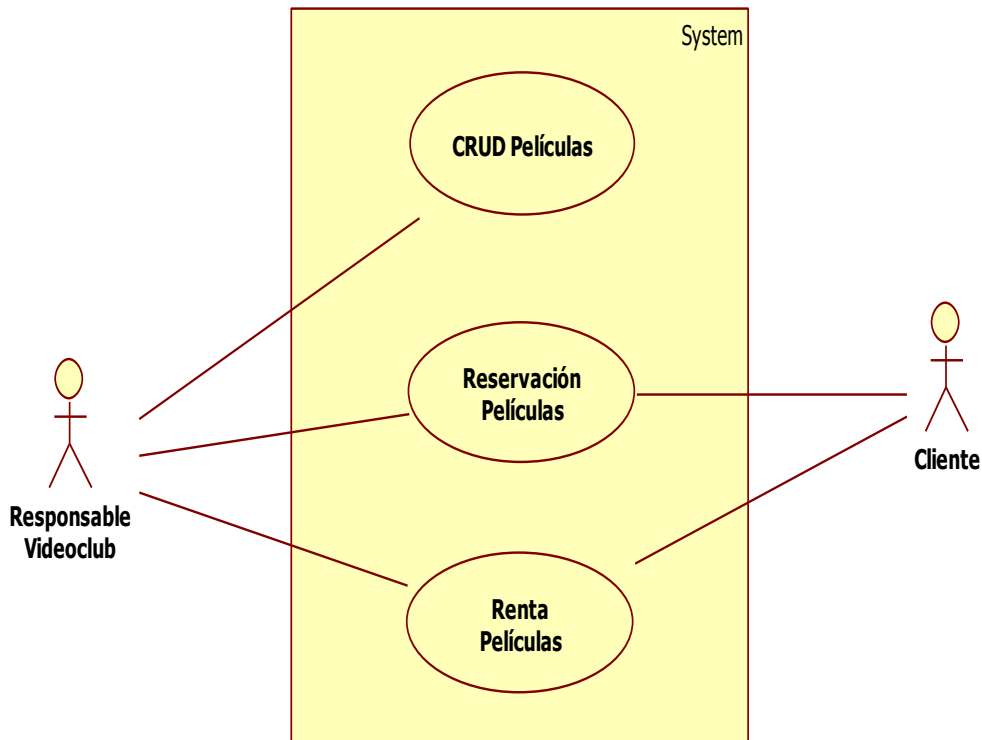 System
CRUD Películas
Reservación
Películas
Cliente
Responsable
Videoclub
Renta
Películas